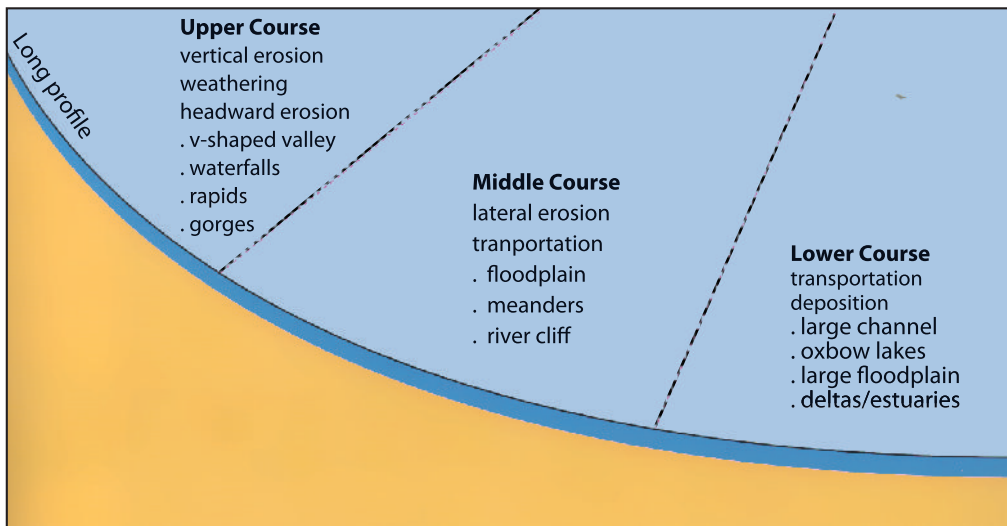 Long profile
Upper Course
vertical erosion
weathering
headward erosion
. v-shaped valley
. waterfalls
. rapids
. gorges
Middle Course
lateral erosion
tranportation
. floodplain
. meanders
. river cliff
Lower Course
transportation
deposition
. large channel
. oxbow lakes
. large floodplain
. deltas/estuaries